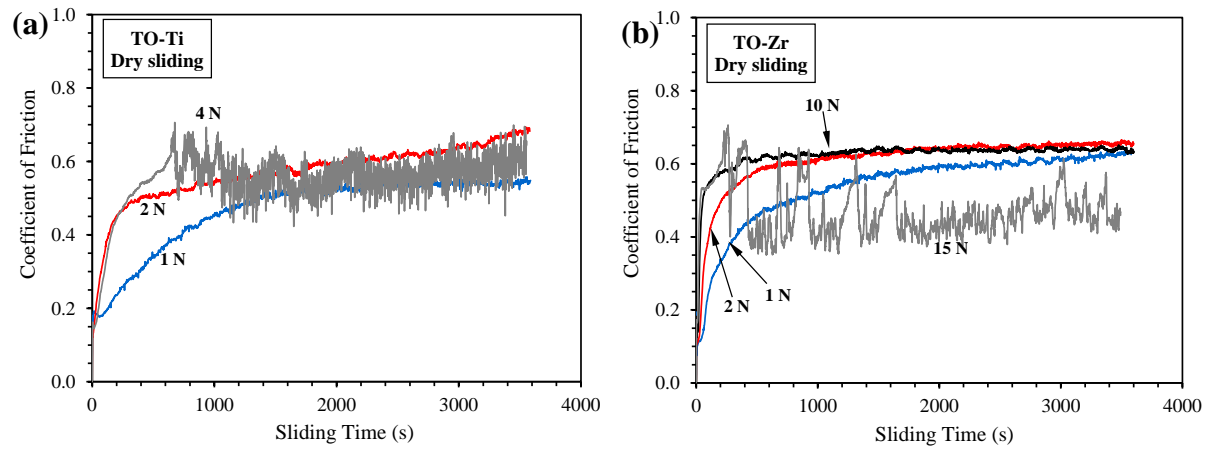 (a)
TO-Ti
Dry sliding
Coefficient of Friction
1.0
0.8
0.6
0.4
0.2
0.0
4 N
2 N
1 N
0
1000
2000
3000
4000
Sliding Time (s)
(b)
TO-Zr
Dry sliding
Coefficient of Friction
1.0
0.8
0.6
0.4
0.2
0.0
10 N
15 N
1 N
2 N
0
1000
2000
3000
4000
Sliding Time (s)